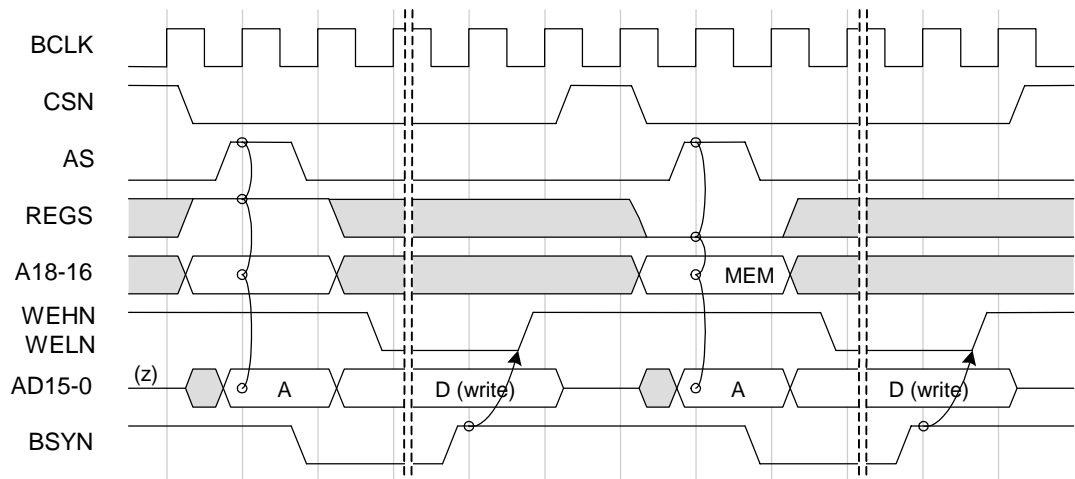 BCLK
CSN
AS
REGS
A18-16
MEM
WEHN
WELN
AD15-0
(z)
A
D (write)
A
D (write)
BSYN